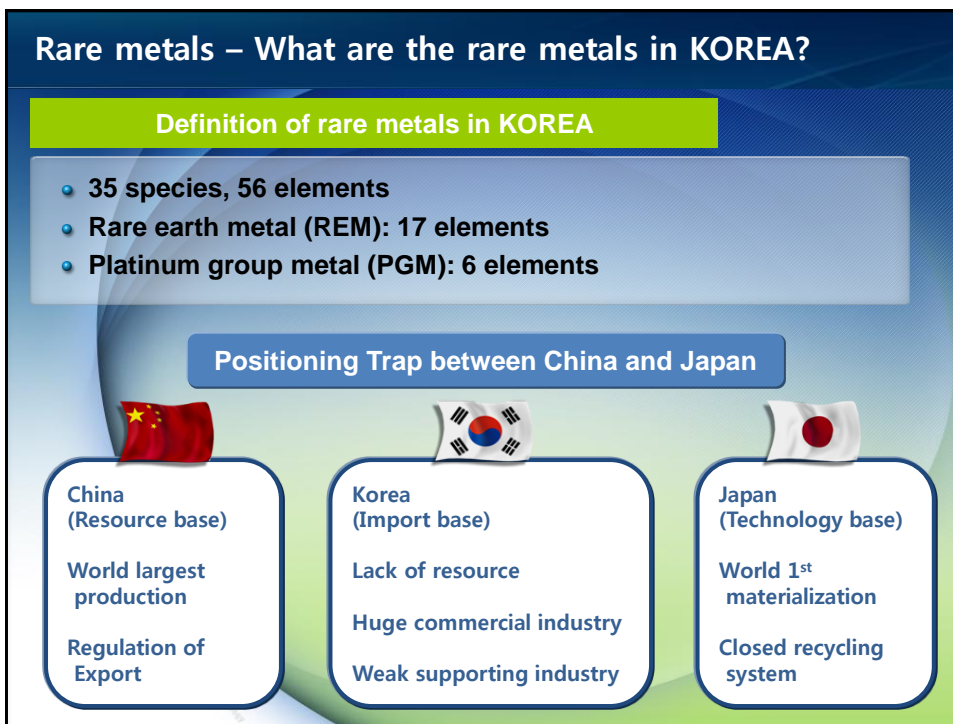 Rare metals – What are the rare metals in KOREA?
Definition of rare metals in KOREA
35 species, 56 elements
Rare earth metal (REM): 17 elements
Platinum group metal (PGM): 6 elements
Positioning Trap between China and Japan
China
(Resource base)
World largest
production
Regulation of
Export
Korea
(Import base)
Lack of resource
Huge commercial industry
Weak supporting industry
Japan
(Technology base)
World 1st
materialization
Closed recycling
system